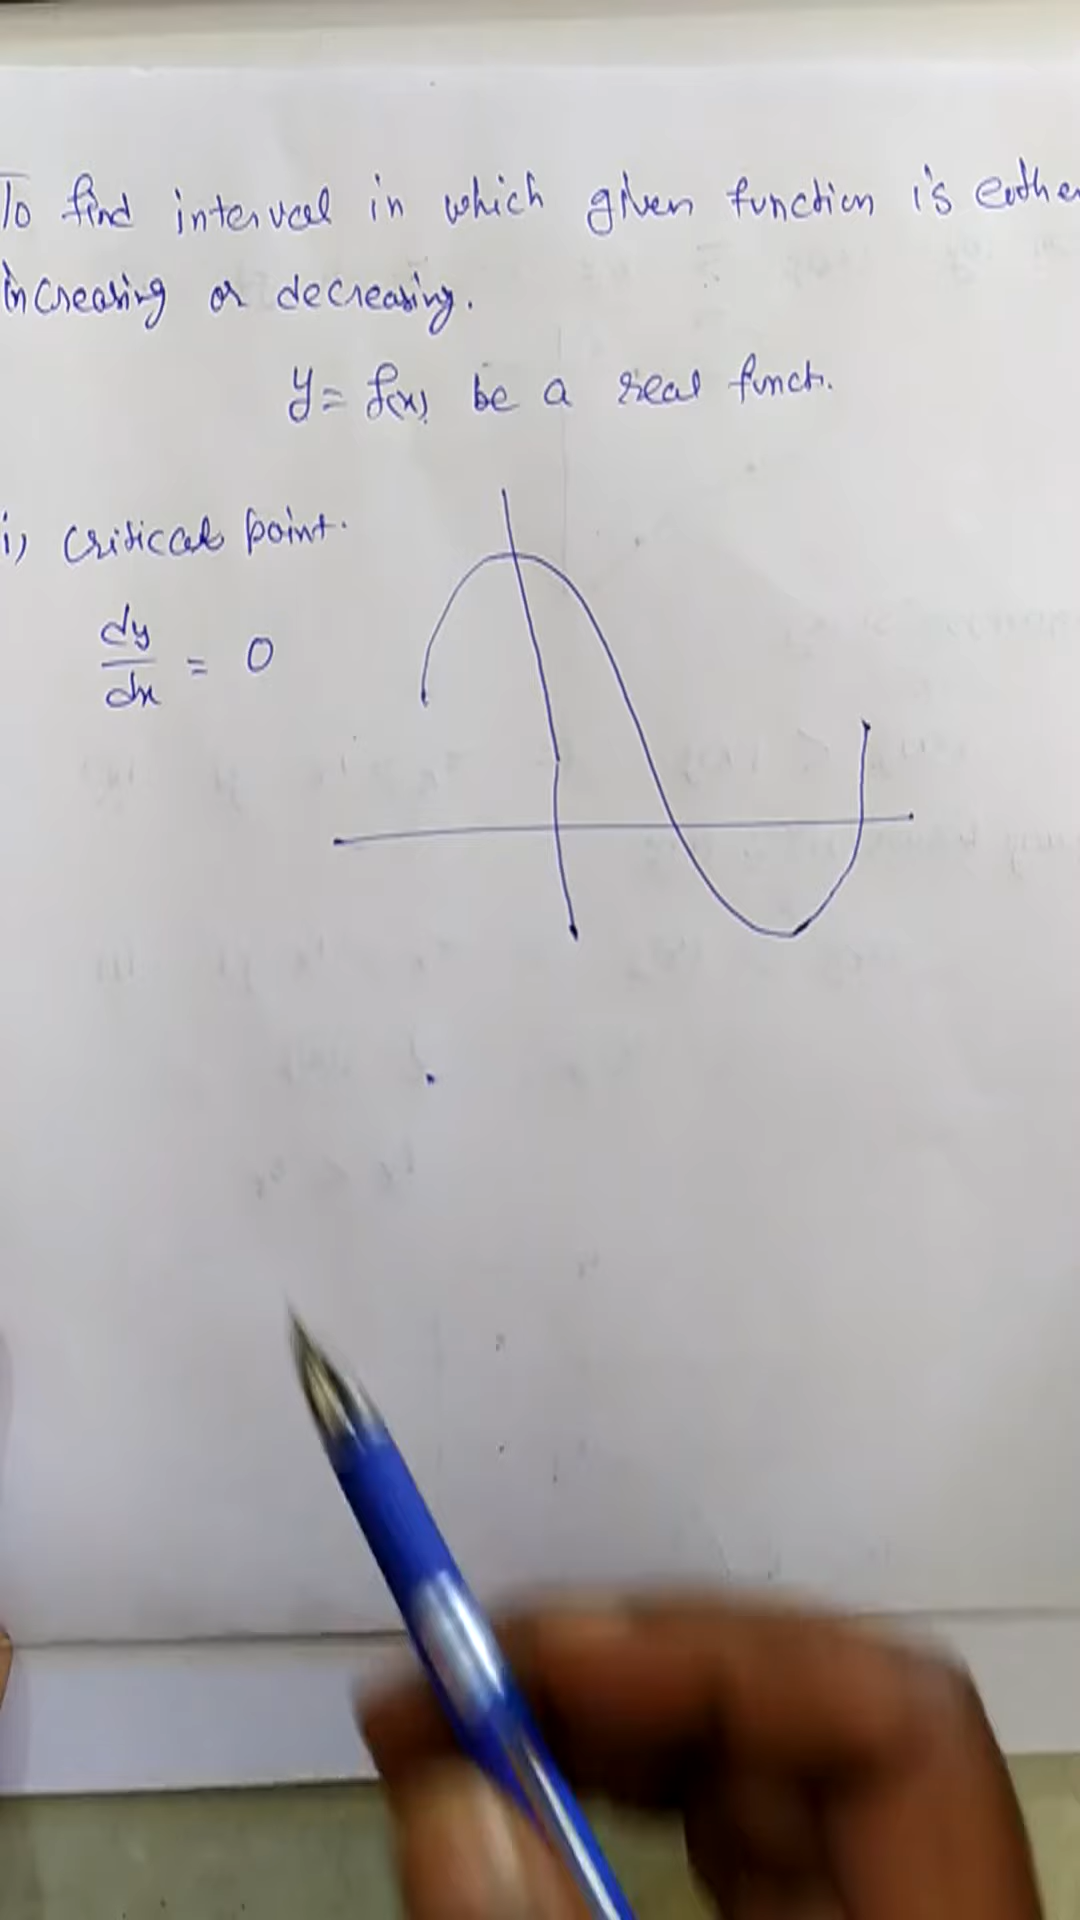 To find interval in which given function is eithe
increasing or decreasing.
y = f(x) be a real funct.
i) critical point.
dy/dx = 0